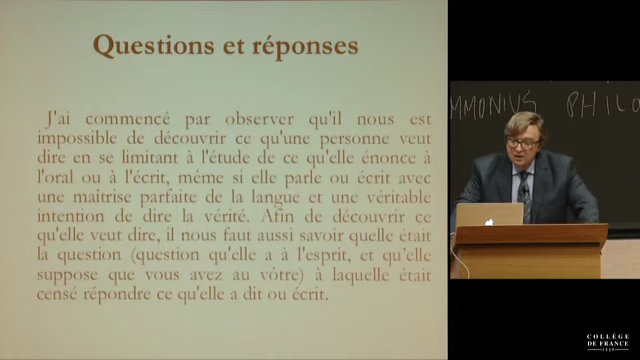 Questions et réponses
J'ai commencé par observer qu'il nous est
impossible de découvrir ce qu'une personne veut
dire en se limitant à l'étude de ce qu'elle énonce à
l'oral ou à l'écrit, même si elle parle ou écrit avec
une maîtrise parfaite de la langue et une véritable
intention de dire la vérité. Afin de découvrir ce
qu'elle veut dire, il nous faut aussi savoir quelle était
la question (question qu'elle a à l'esprit, et qu'elle
suppose que vous avez au vôtre) à laquelle était
censé répondre ce qu'elle a dit ou écrit.
MMONIUS PHILO
COLLÈGE
DE FRANCE
1530